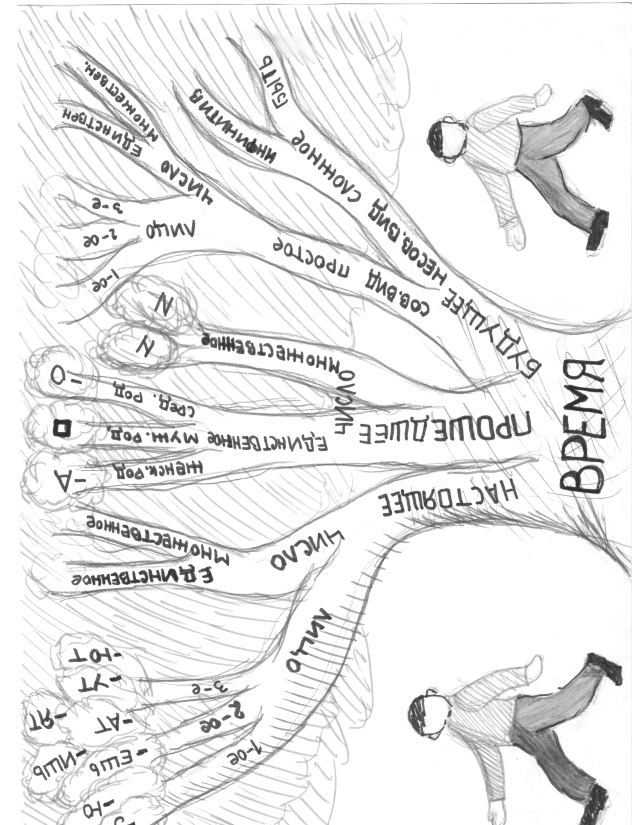 ВРЕМЯ
БУДУЩЕЕ
НЕСОВ.ВИД СЛОЖНОЕ
БЫТЬ
ИНФИНИТИВ
СОВ.ВИД ПРОСТОЕ
ЧИСЛО
МНОЖЕСТВЕН.
ЕДИНСТВЕН
ЛИЦО
3-е
2-ое
1-ое
ПРОШЕДШЕЕ
ЧИСЛО
МНОЖЕСТВЕННОЕ
И
И
ЕДИНСТВЕННОЕ
СРЕД. РОД
-О
МУЖ. РОД.
ЖЕНСК.РОД
-А
НАСТОЯЩЕЕ
ЧИСЛО
МНОЖЕСТВЕННОЕ
ЕДИНСТВЕННОЕ
ЛИЦО
3-е
-ЮТ
-УТ
-АТ
-ЯТ
2-ое
-ЕШЬ
-ИШЬ
1-ое
-Ю